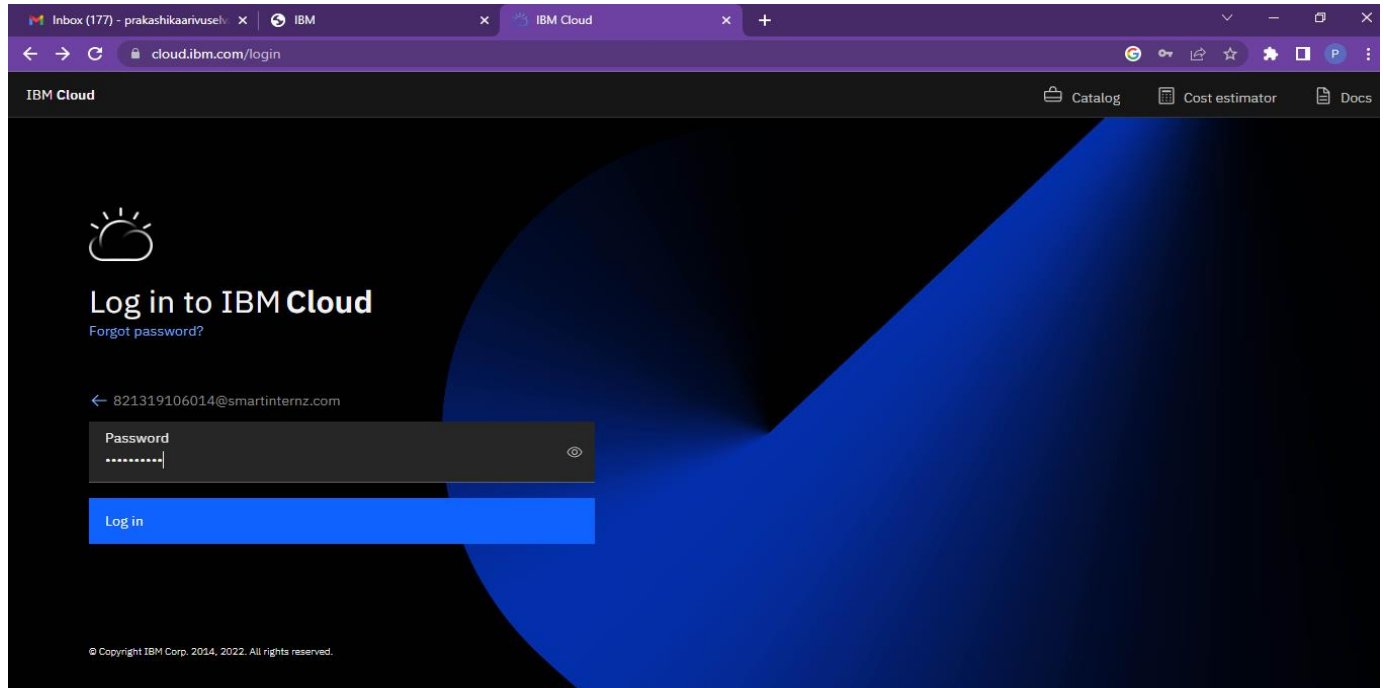 Inbox (177) - prakashikaarivuselv
IBM
IBM Cloud
cloud.ibm.com/login
P
IBM Cloud
Catalog
Cost estimator
Docs
Log in to IBM Cloud
Forgot password?
← 821319106014@smartinternz.com
Password
••••••••••
Log in
© Copyright IBM Corp. 2014, 2022. All rights reserved.